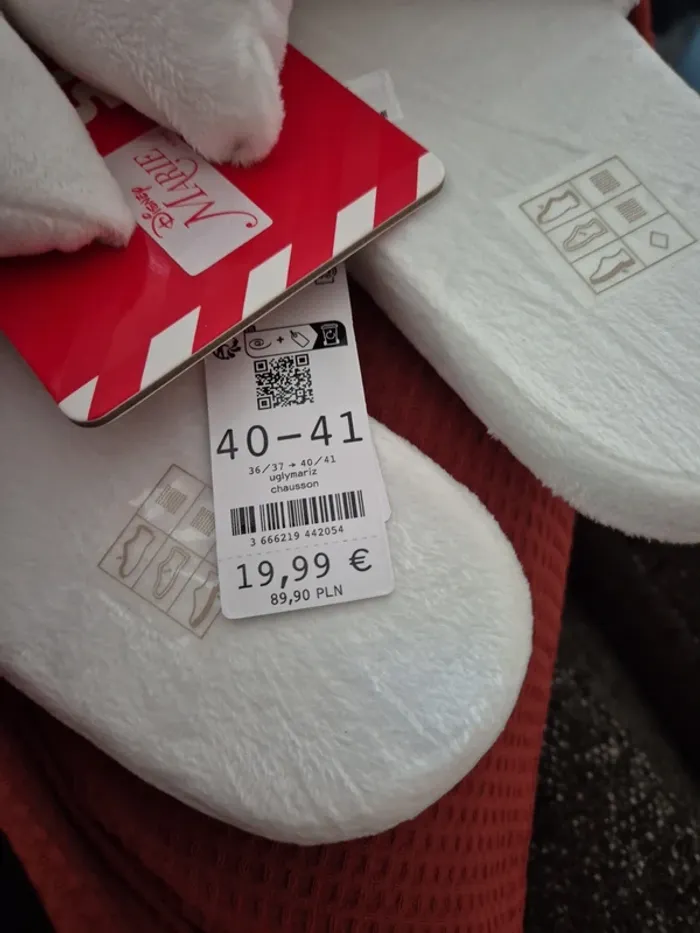 Disney
MARIE
40-41
36/37 → 40/41
uglymariz
chausson
3 666219 442054
19,99 €
89,90 PLN